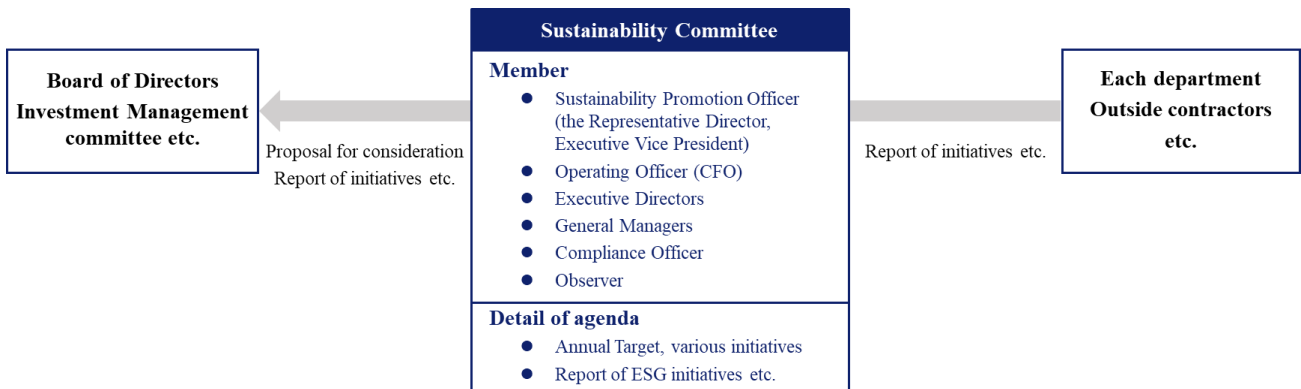 Board of Directors
Investment Management
committee etc.
Proposal for consideration
Report of initiatives etc.
Sustainability Committee
Member
● Sustainability Promotion Officer
(the Representative Director,
Executive Vice President)
● Operating Officer (CFO)
● Executive Directors
● General Managers
● Compliance Officer
● Observer
Detail of agenda
● Annual Target, various initiatives
● Report of ESG initiatives etc.
Report of initiatives etc.
Each department
Outside contractors
etc.